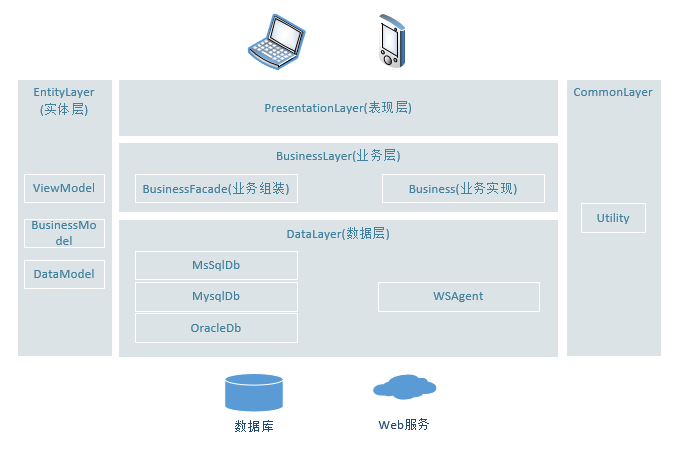 EntityLayer
(实体层)
ViewModel
BusinessMo
del
DataModel
PresentationLayer(表现层)
BusinessLayer(业务层)
BusinessFacade(业务组装)
Business(业务实现)
DataLayer(数据层)
MsSqlDb
MysqlDb
OracleDb
WSAgent
CommonLayer
Utility
数据库
Web服务